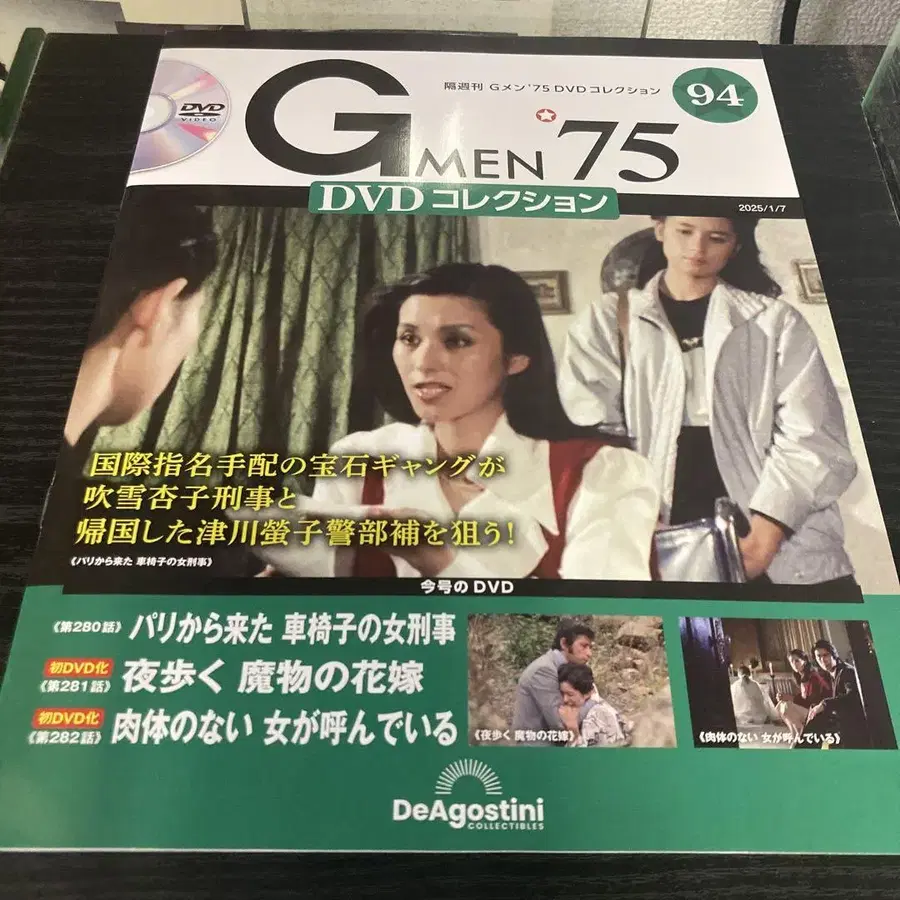 隔週刊 Gメン'75 DVDコレクション
94
DVD
VIDEO
G MEN '75
DVDコレクション
2025/1/7
国際指名手配の宝石ギャングが
吹雪杏子刑事と
帰国した津川螢子警部補を狙う!
《パリから来た 車椅子の女刑事》
今号のDVD
《第280話》 パリから来た 車椅子の女刑事
初DVD化
《第281話》 夜歩く 魔物の花嫁
初DVD化
《第282話》 肉体のない 女が呼んでいる
《夜歩く 魔物の花嫁》
《肉体のない 女が呼んでいる》
DeAgostini
COLLECTIBLES